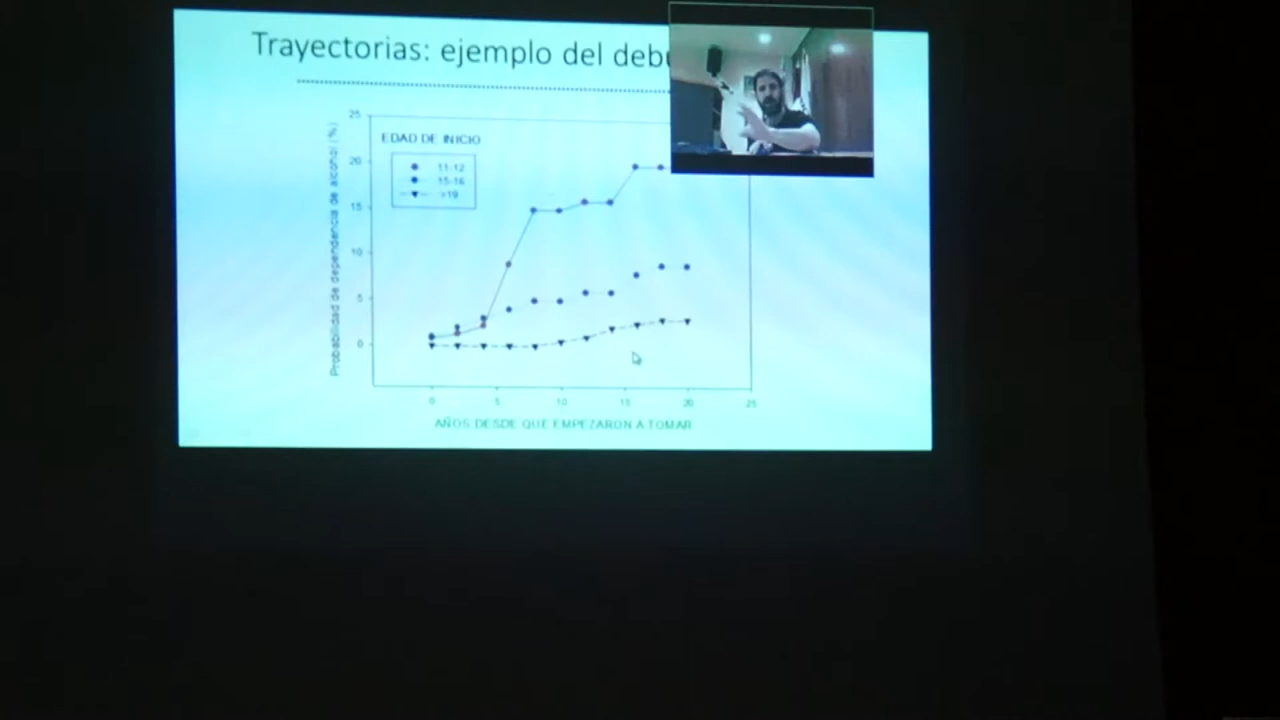 Trayectorias: ejemplo del debu
25
EDAD DE INICIO
20
11-12
15-16
>19
15
10
5
0
Probabilidad de dependencia de alcohol (%)
0 5 10 15 20 25
AÑOS DESDE QUE EMPEZARON A TOMAR